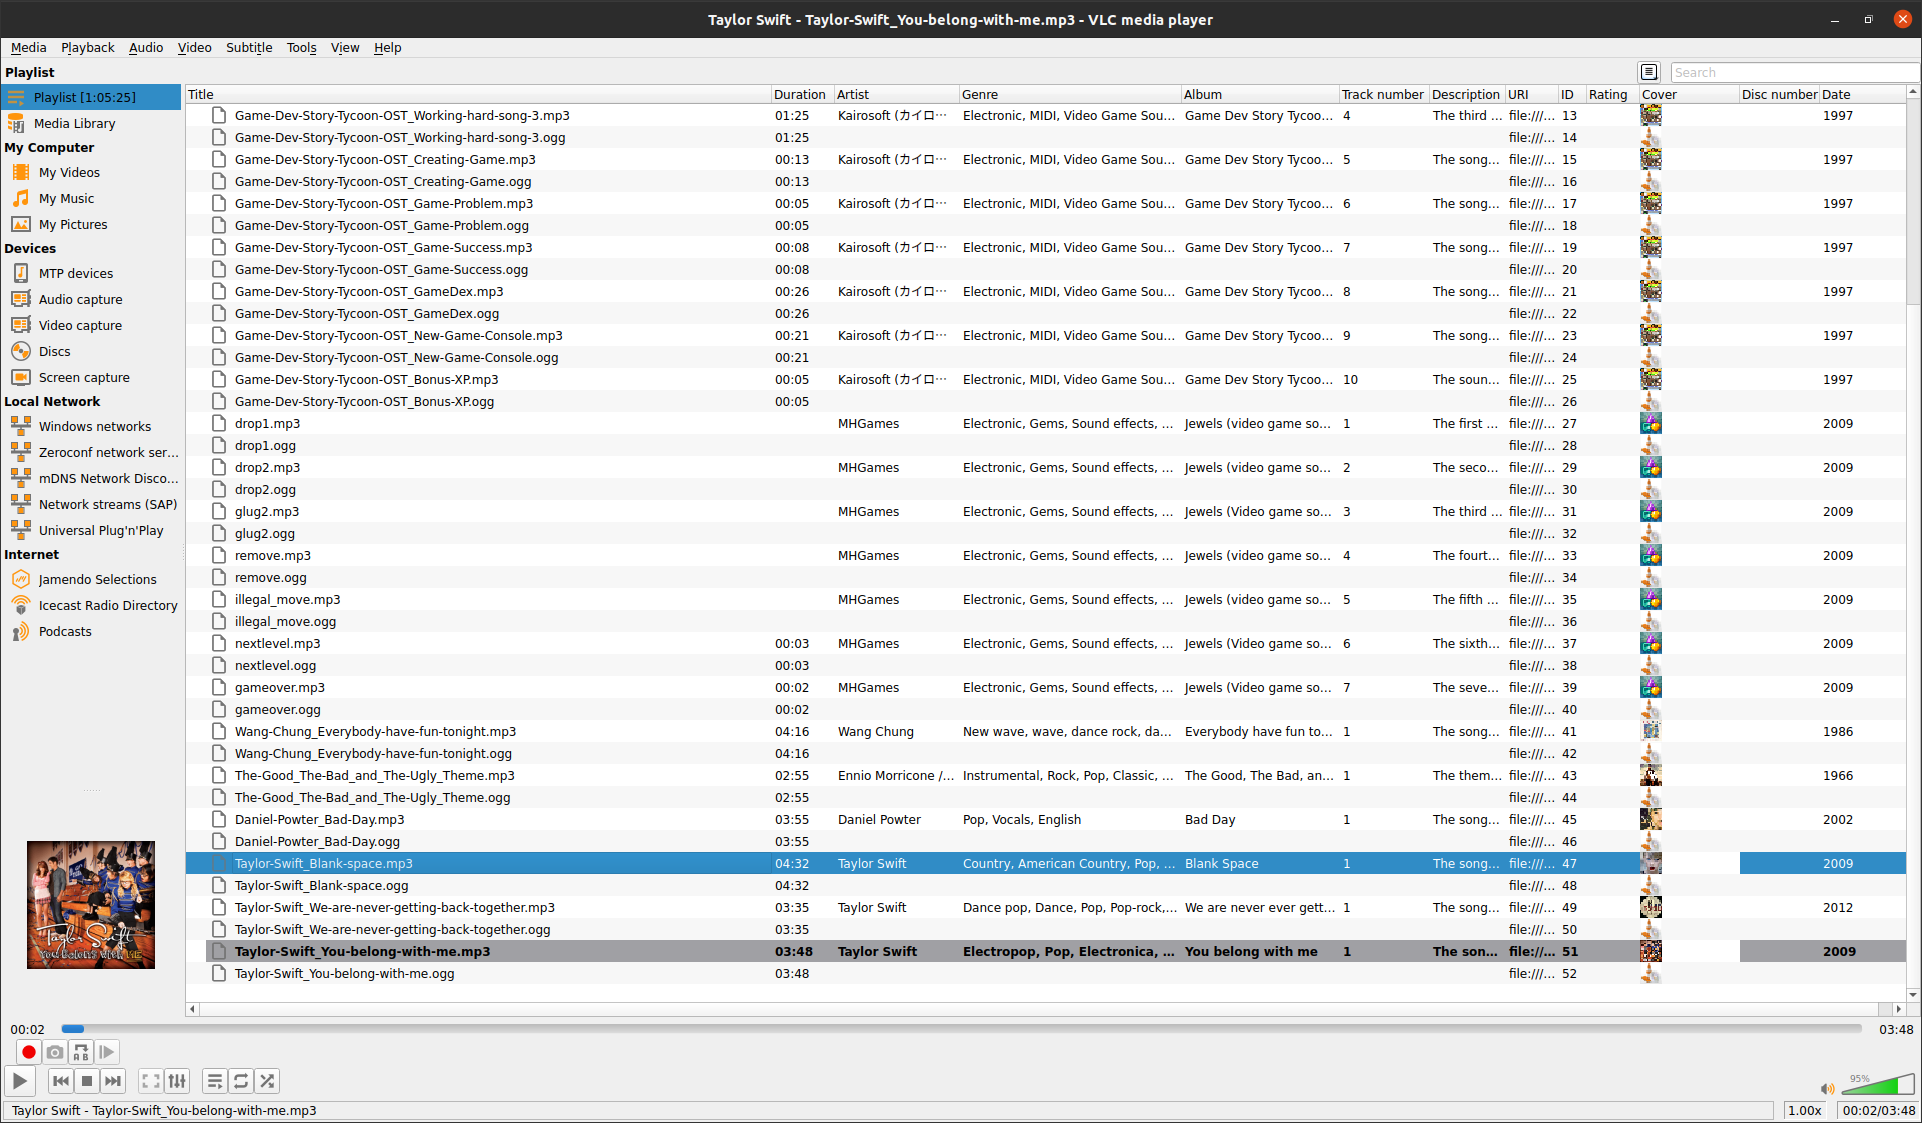 Taylor Swift - Taylor-Swift_You-belong-with-me.mp3 - VLC media player
Media Playback Audio Video Subtitle Tools View Help
Playlist
Search
Playlist [1:05:25]
Media Library
My Computer
My Videos
My Music
My Pictures
Devices
MTP devices
Audio capture
Video capture
Discs
Screen capture
Local Network
Windows networks
Zeroconf network ser...
mDNS Network Disco...
Network streams (SAP)
Universal Plug'n'Play
Internet
Jamendo Selections
Icecast Radio Directory
Podcasts
Title Duration Artist Genre Album Track number Description URI ID Rating Cover Disc number Date
Game-Dev-Story-Tycoon-OST_Working-hard-song-3.mp3 01:25 Kairosoft (カイロ… Electronic, MIDI, Video Game Sou... Game Dev Story Tycoo... 4 The third ... file:///... 13 1997
Game-Dev-Story-Tycoon-OST_Working-hard-song-3.ogg 01:25 file:///... 14
Game-Dev-Story-Tycoon-OST_Creating-Game.mp3 00:13 Kairosoft (カイロ… Electronic, MIDI, Video Game Sou... Game Dev Story Tycoo... 5 The song... file:///... 15 1997
Game-Dev-Story-Tycoon-OST_Creating-Game.ogg 00:13 file:///... 16
Game-Dev-Story-Tycoon-OST_Game-Problem.mp3 00:05 Kairosoft (カイロ… Electronic, MIDI, Video Game Sou... Game Dev Story Tycoo... 6 The song... file:///... 17 1997
Game-Dev-Story-Tycoon-OST_Game-Problem.ogg 00:05 file:///... 18
Game-Dev-Story-Tycoon-OST_Game-Success.mp3 00:08 Kairosoft (カイロ… Electronic, MIDI, Video Game Sou... Game Dev Story Tycoo... 7 The song... file:///... 19 1997
Game-Dev-Story-Tycoon-OST_Game-Success.ogg 00:08 file:///... 20
Game-Dev-Story-Tycoon-OST_GameDex.mp3 00:26 Kairosoft (カイロ… Electronic, MIDI, Video Game Sou... Game Dev Story Tycoo... 8 The song... file:///... 21 1997
Game-Dev-Story-Tycoon-OST_GameDex.ogg 00:26 file:///... 22
Game-Dev-Story-Tycoon-OST_New-Game-Console.mp3 00:21 Kairosoft (カイロ… Electronic, MIDI, Video Game Sou... Game Dev Story Tycoo... 9 The song... file:///... 23 1997
Game-Dev-Story-Tycoon-OST_New-Game-Console.ogg 00:21 file:///... 24
Game-Dev-Story-Tycoon-OST_Bonus-XP.mp3 00:05 Kairosoft (カイロ… Electronic, MIDI, Video Game Sou... Game Dev Story Tycoo... 10 The soun... file:///... 25 1997
Game-Dev-Story-Tycoon-OST_Bonus-XP.ogg 00:05 file:///... 26
drop1.mp3 MHGames Electronic, Gems, Sound effects, ... Jewels (video game so... 1 The first ... file:///... 27 2009
drop1.ogg file:///... 28
drop2.mp3 MHGames Electronic, Gems, Sound effects, ... Jewels (video game so... 2 The seco... file:///... 29 2009
drop2.ogg file:///... 30
glug2.mp3 MHGames Electronic, Gems, Sound effects, ... Jewels (Video game so... 3 The third ... file:///... 31 2009
glug2.ogg file:///... 32
remove.mp3 MHGames Electronic, Gems, Sound effects, ... Jewels (video game so... 4 The fourt... file:///... 33 2009
remove.ogg file:///... 34
illegal_move.mp3 MHGames Electronic, Gems, Sound effects, ... Jewels (video game so... 5 The fifth ... file:///... 35 2009
illegal_move.ogg file:///... 36
nextlevel.mp3 00:03 MHGames Electronic, Gems, Sound effects, ... Jewels (Video game so... 6 The sixth... file:///... 37 2009
nextlevel.ogg 00:03 file:///... 38
gameover.mp3 00:02 MHGames Electronic, Gems, Sound effects, ... Jewels (Video game so... 7 The seve... file:///... 39 2009
gameover.ogg 00:02 file:///... 40
Wang-Chung_Everybody-have-fun-tonight.mp3 04:16 Wang Chung New wave, wave, dance rock, da... Everybody have fun to... 1 The song... file:///... 41 1986
Wang-Chung_Everybody-have-fun-tonight.ogg 04:16 file:///... 42
The-Good_The-Bad_and_The-Ugly_Theme.mp3 02:55 Ennio Morricone /... Instrumental, Rock, Pop, Classic, ... The Good, The Bad, an... 1 The them... file:///... 43 1966
The-Good_The-Bad_and_The-Ugly_Theme.ogg 02:55 file:///... 44
Daniel-Powter_Bad-Day.mp3 03:55 Daniel Powter Pop, Vocals, English Bad Day 1 The song... file:///... 45 2002
Daniel-Powter_Bad-Day.ogg 03:55 file:///... 46
Taylor-Swift_Blank-space.mp3 04:32 Taylor Swift Country, American Country, Pop, ... Blank Space 1 The song... file:///... 47 2009
Taylor-Swift_Blank-space.ogg 04:32 file:///... 48
Taylor-Swift_We-are-never-getting-back-together.mp3 03:35 Taylor Swift Dance pop, Dance, Pop, Pop-rock,... We are never ever gett... 1 The song... file:///... 49 2012
Taylor-Swift_We-are-never-getting-back-together.ogg 03:35 file:///... 50
Taylor-Swift_You-belong-with-me.mp3 03:48 Taylor Swift Electropop, Pop, Electronica, ... You belong with me 1 The son... file://... 51 2009
Taylor-Swift_You-belong-with-me.ogg 03:48 file:///... 52
Taylor Swift
You Belong With Me
00:02 03:48
A B
95%
Taylor Swift - Taylor-Swift_You-belong-with-me.mp3 1.00x 00:02/03:48